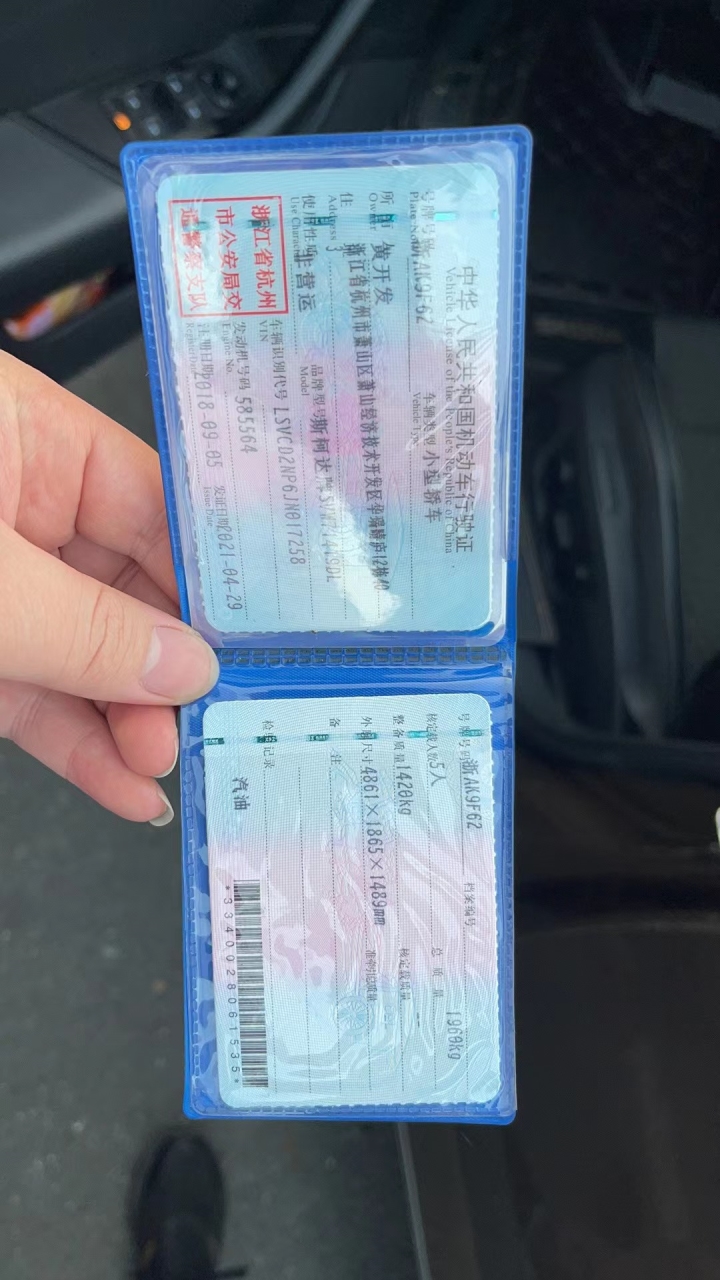 中华人民共和国机动车行驶证
Vehicle License of the People's Republic of China
号牌号码 浙AK9F62 车辆类型 小型轿车
Plate No. Vehicle Type
所有人 黄开发
Owner
住址 浙江省杭州市萧山区萧山经济技术开发区
Address
使用性质 非营运 品牌型号 斯柯达牌
Use Character Model
浙江省杭州
市公安局交
通警察支队
车辆识别代号 LSVCD2NP6JN017258
VIN
发动机号码 585564
Engine No.
注册日期 2018-09-05 发证日期 2021-04-29
Register Date Issue Date
号牌号码 浙AK9F62 档案编号
核定载人数 5人 总质量 1960kg
整备质量 1420kg 核定载质量 --
外廓尺寸 4861×1865×1489mm 准牵引总质量
备注
检验记录
汽油
*3340028061535*